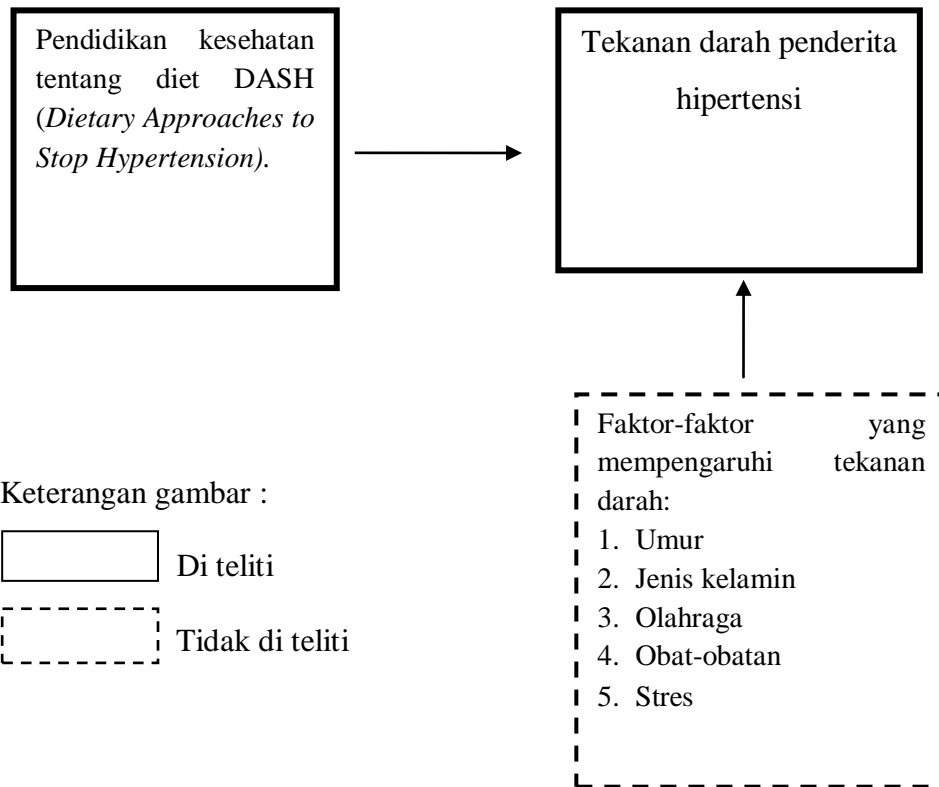 Pendidikan kesehatan
tentang diet DASH
(Dietary Approaches to
Stop Hypertension).
Tekanan darah penderita
hipertensi
Faktor-faktor yang
mempengaruhi tekanan
darah:
1. Umur
2. Jenis kelamin
3. Olahraga
4. Obat-obatan
5. Stres
Keterangan gambar :
Di teliti
Tidak di teliti